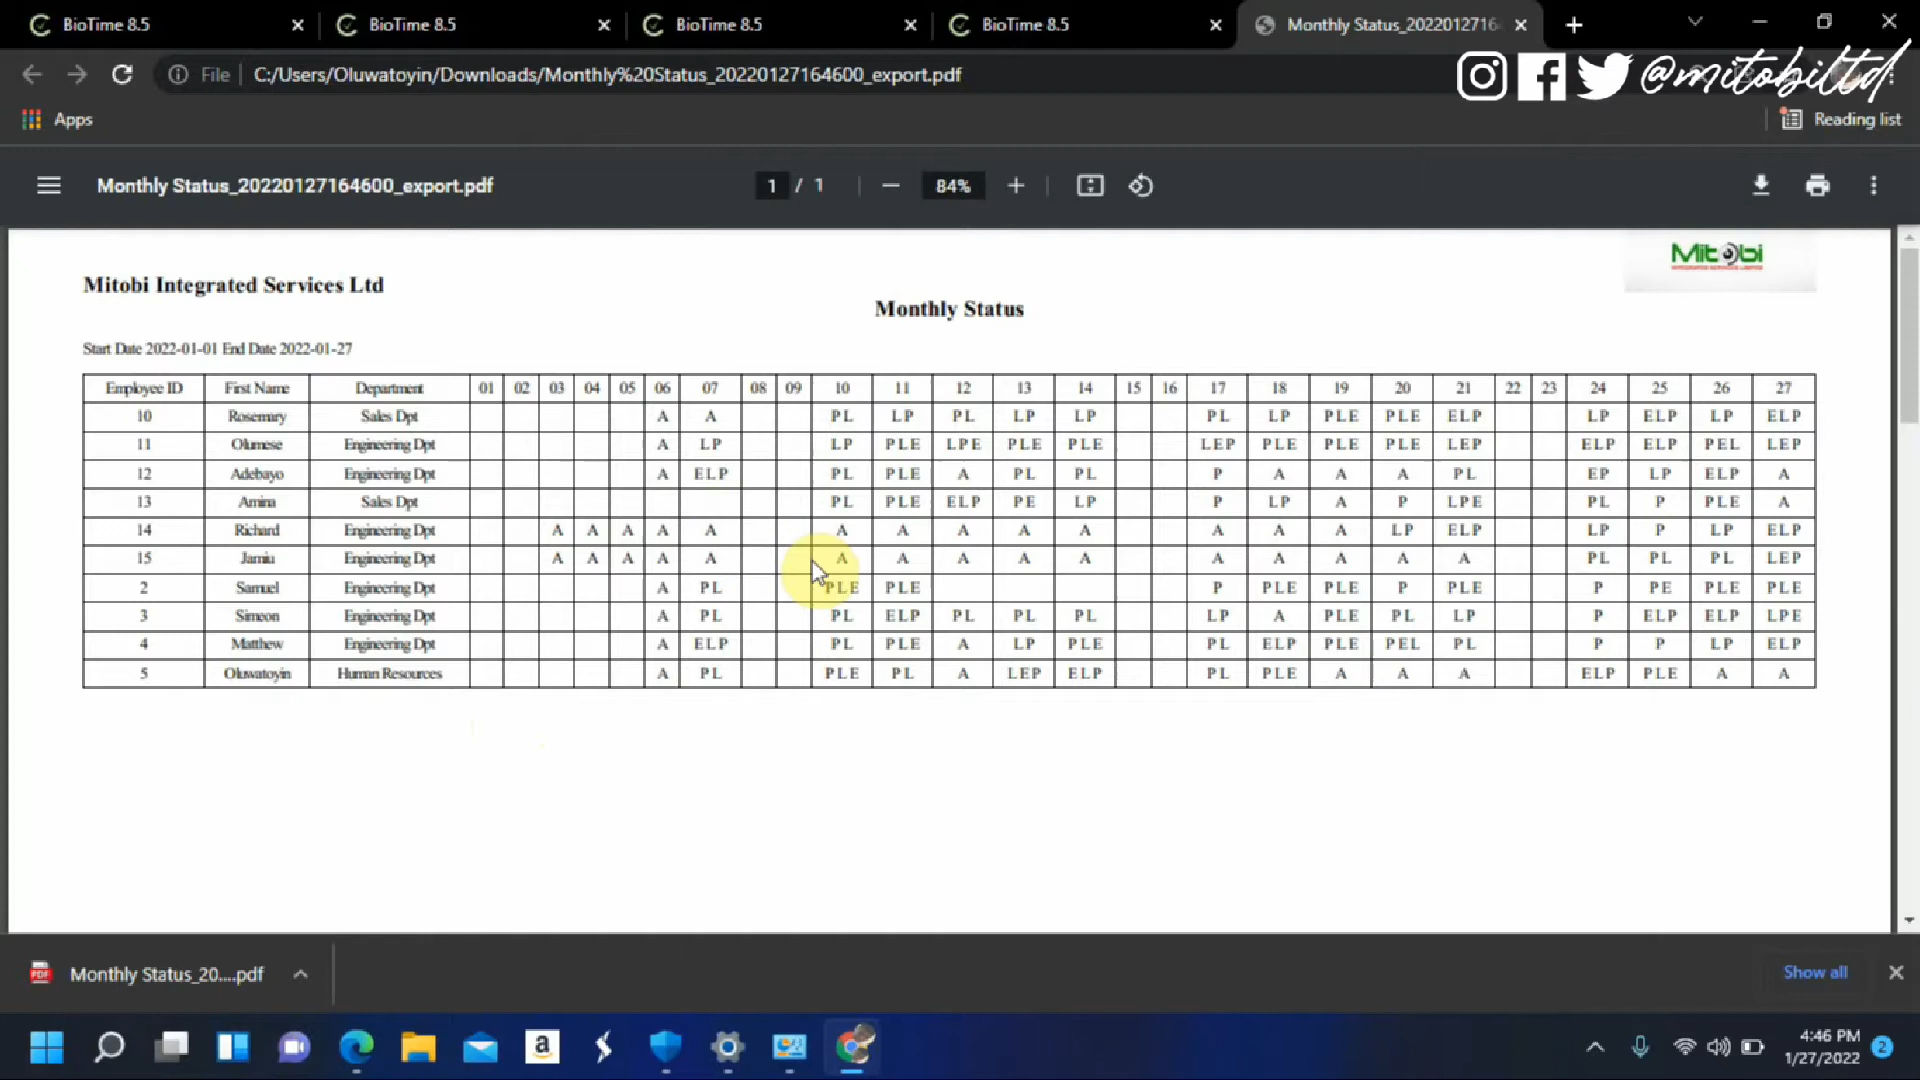 BioTime 8.5 BioTime 8.5 BioTime 8.5 BioTime 8.5 Monthly Status_2022012716
File C:/Users/Oluwatoyin/Downloads/Monthly%20Status_20220127164600_export.pdf @mitobiltd
Apps Reading list
Monthly Status_20220127164600_export.pdf 1 / 1 84%
Mitobi
Mitobi Integrated Services Ltd
Monthly Status
Start Date 2022-01-01 End Date 2022-01-27
Employee ID First Name Department 01 02 03 04 05 06 07 08 09 10 11 12 13 14 15 16 17 18 19 20 21 22 23 24 25 26 27
10 Rosemary Sales Dpt A A PL LP PL LP LP PL LP PLE PLE ELP LP ELP LP ELP
11 Olumese Engineering Dpt A LP LP PLE LPE PLE PLE LEP PLE PLE PLE LEP ELP ELP PEL LEP
12 Adebayo Engineering Dpt A ELP PL PLE A PL PL P A A A PL EP LP ELP A
13 Amina Sales Dpt PL PLE ELP PE LP P LP A P LPE PL P PLE A
14 Richard Engineering Dpt A A A A A A A A A A A A A LP ELP LP P LP ELP
15 Jamiu Engineering Dpt A A A A A A A A A A A A A A A PL PL PL LEP
2 Samuel Engineering Dpt A PL PLE PLE P PLE PLE P PLE P PE PLE PLE
3 Simeon Engineering Dpt A PL PL ELP PL PL PL LP A PLE PL LP P ELP ELP LPE
4 Matthew Engineering Dpt A ELP PL PLE A LP PLE PL ELP PLE PEL PL P P LP ELP
5 Oluwatoyin Human Resources A PL PLE PL A LEP ELP PL PLE A A A ELP PLE A A
Monthly Status_20....pdf Show all
4:46 PM
1/27/2022 2